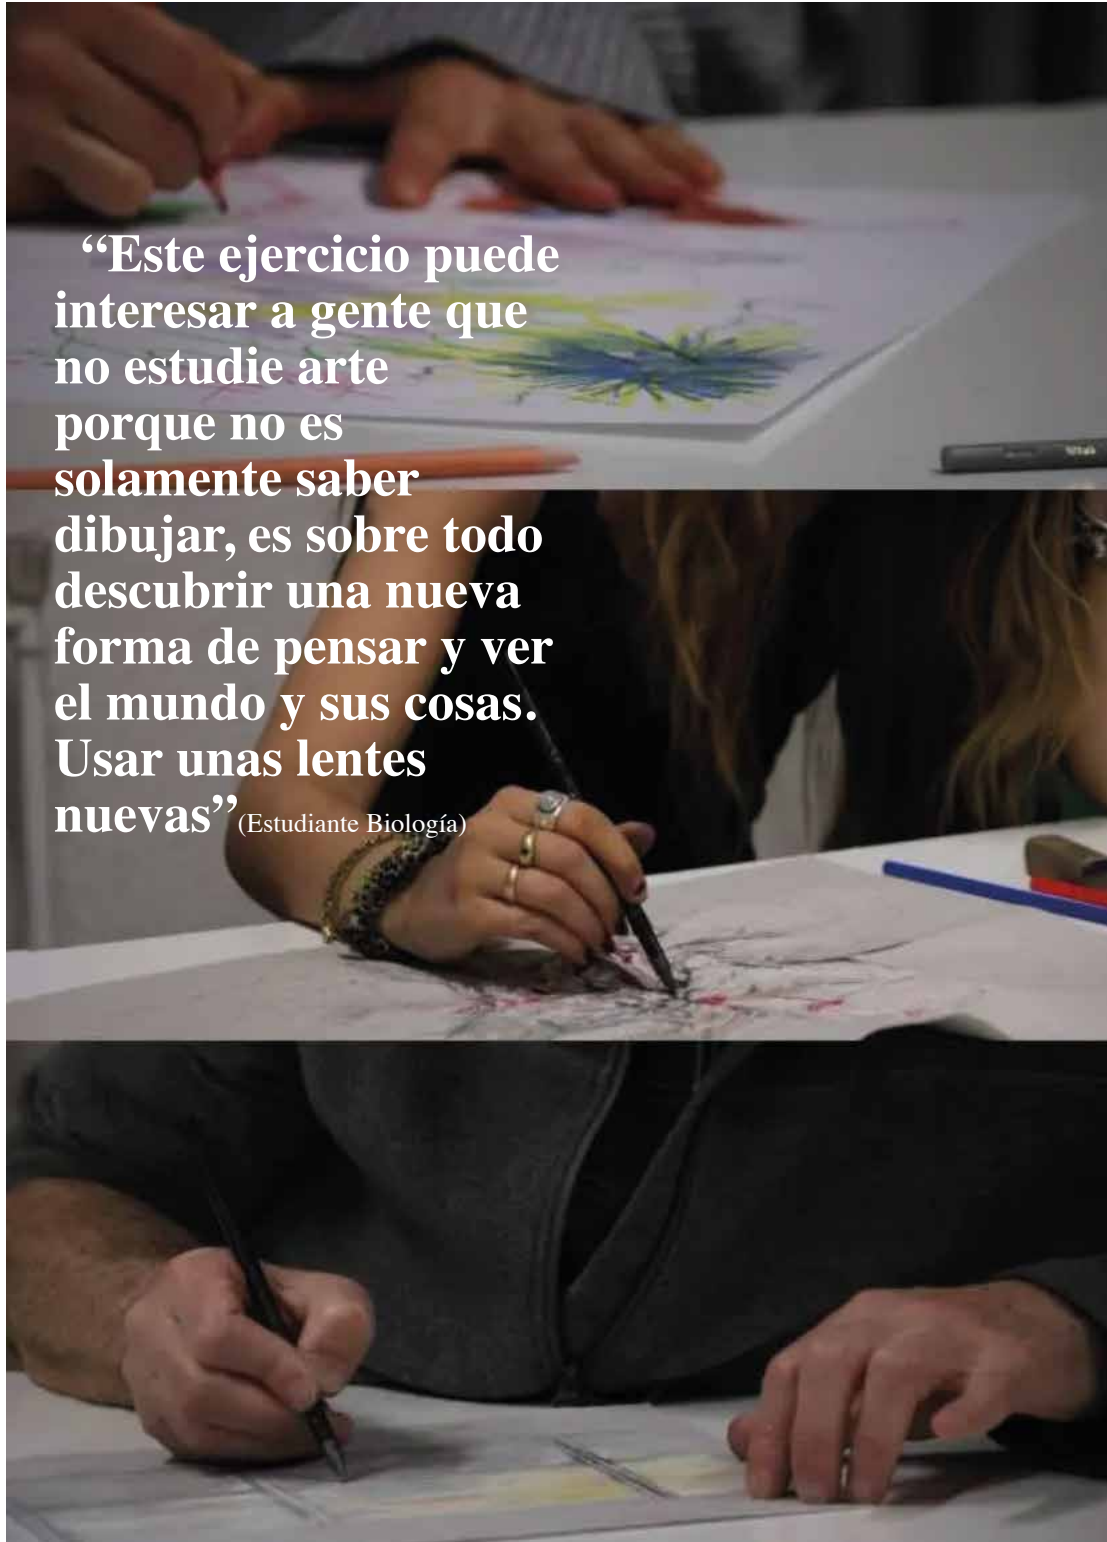 “Este ejercicio puede
interesar a gente que
no estudie arte
porque no es
solamente saber
dibujar, es sobre todo
descubrir una nueva
forma de pensar y ver
el mundo y sus cosas.
Usar unas lentes
nuevas”(Estudiante Biología)